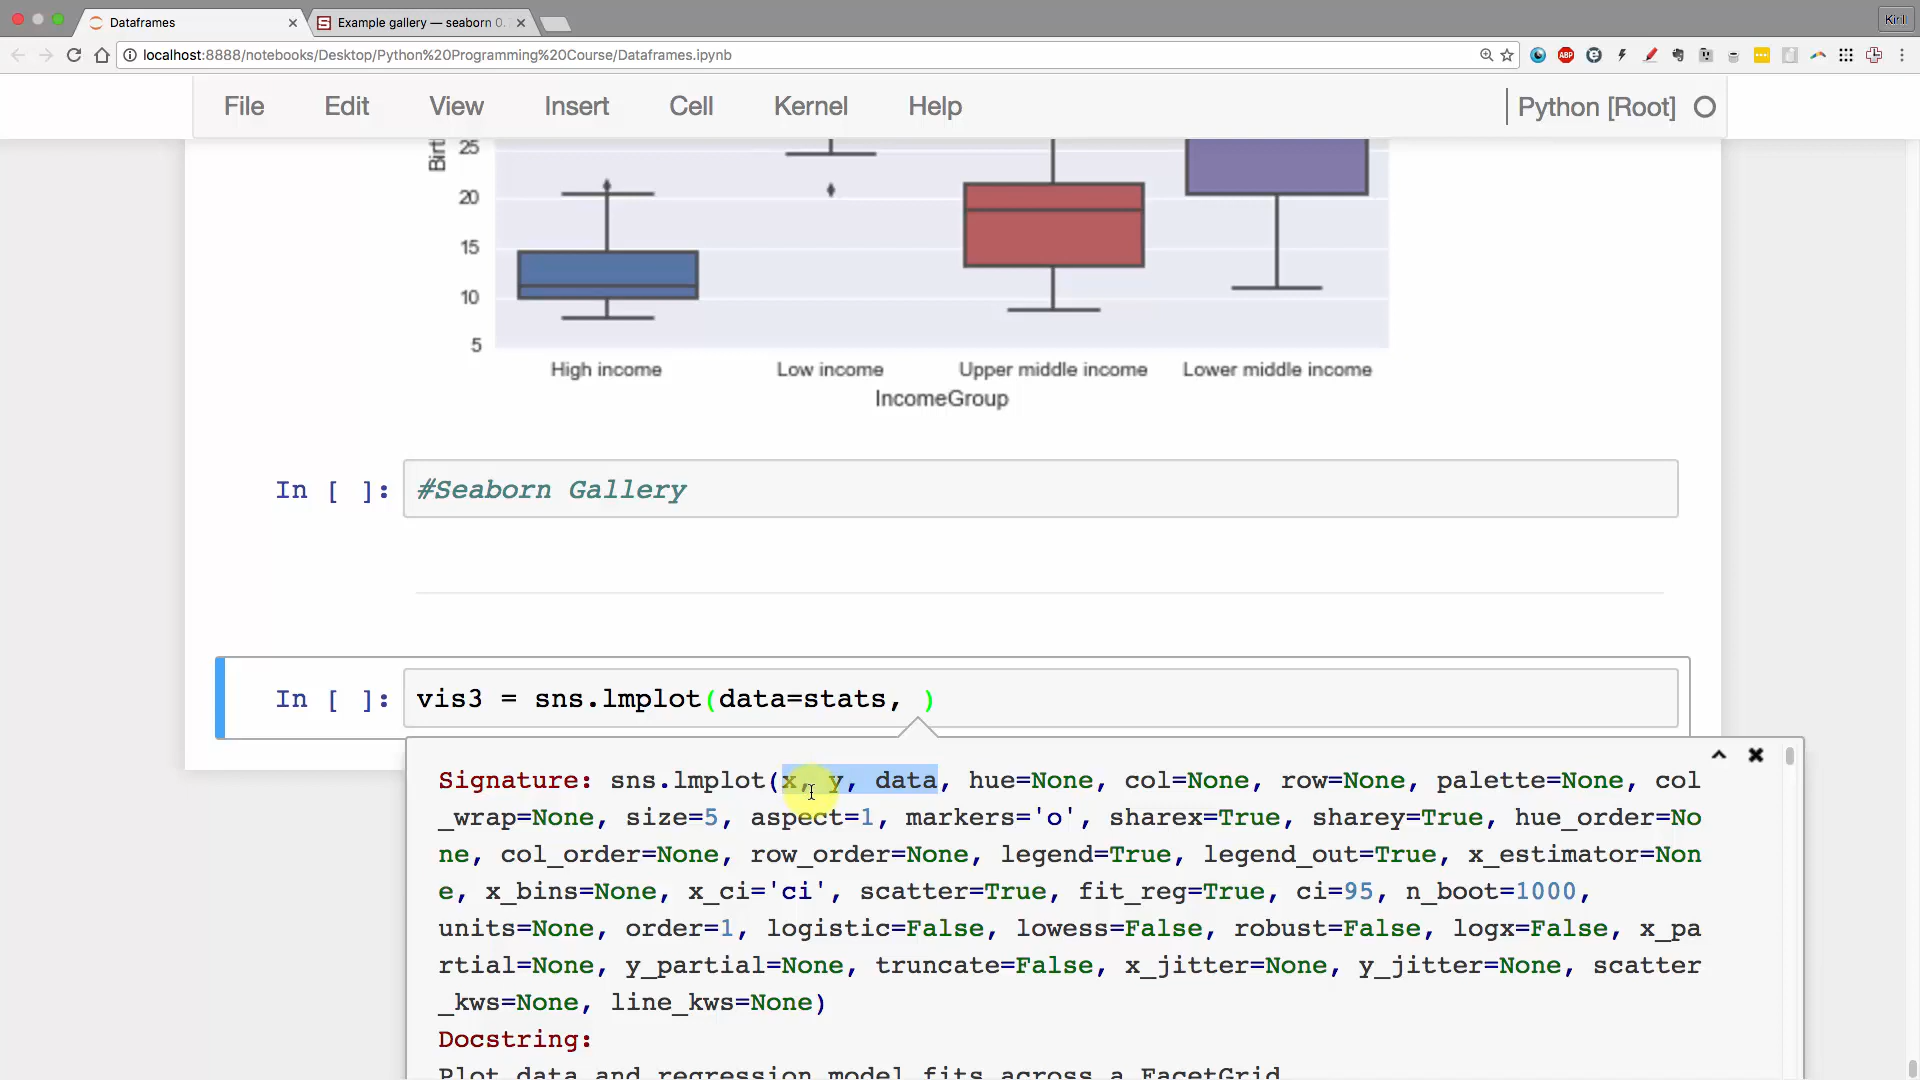 Dataframes
Example gallery — seaborn 0.
Kirill
localhost:8888/notebooks/Desktop/Python%20Programming%20Course/Dataframes.ipynb
ABP
File Edit View Insert Cell Kernel Help Python [Root]
Birt
25
20
15
10
5
High income Low income Upper middle income Lower middle income
IncomeGroup
In [ ]: #Seaborn Gallery
In [ ]: vis3 = sns.lmplot(data=stats, )
Signature: sns.lmplot(x, y, data, hue=None, col=None, row=None, palette=None, col
_wrap=None, size=5, aspect=1, markers='o', sharex=True, sharey=True, hue_order=No
ne, col_order=None, row_order=None, legend=True, legend_out=True, x_estimator=Non
e, x_bins=None, x_ci='ci', scatter=True, fit_reg=True, ci=95, n_boot=1000,
units=None, order=1, logistic=False, lowess=False, robust=False, logx=False, x_pa
rtial=None, y_partial=None, truncate=False, x_jitter=None, y_jitter=None, scatter
_kws=None, line_kws=None)
Docstring:
Plot data and regression model fits across a FacetGrid